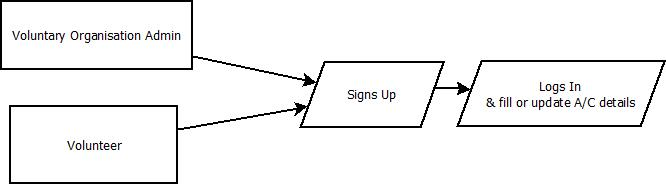 Voluntary Organisation Admin
Volunteer
Signs Up
Logs In
& fill or update A/C details